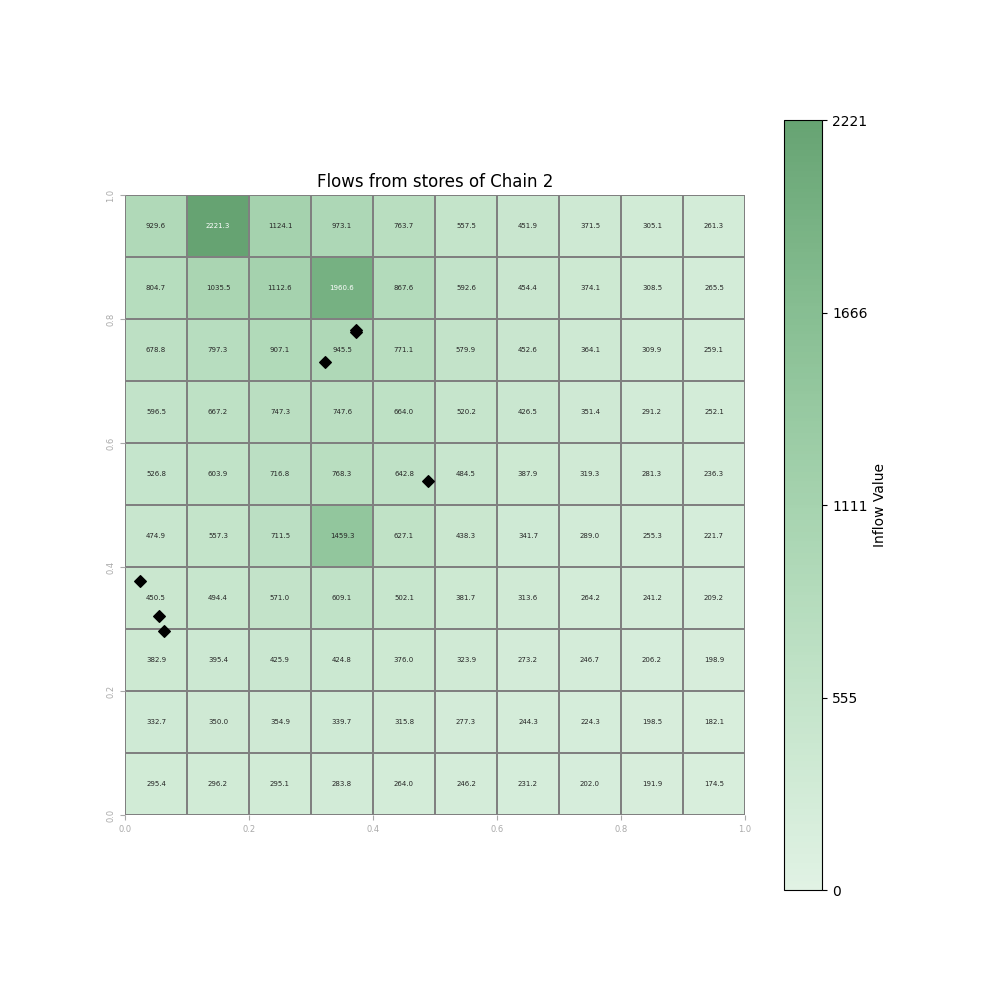 Flows from stores of Chain 2
1.0
929.6 2221.3 1124.1 973.1 763.7 557.5 451.9 371.5 305.1 261.3
804.7 1035.5 1112.6 1960.6 867.6 592.6 454.4 374.1 308.5 265.5
0.8
678.8 797.3 907.1 945.5 771.1 579.9 452.6 364.1 309.9 259.1
596.5 667.2 747.3 747.6 664.0 520.2 426.5 351.4 291.2 252.1
0.6
526.8 603.9 716.8 768.3 642.8 484.5 387.9 319.3 281.3 236.3
474.9 557.3 711.5 1459.3 627.1 438.3 341.7 289.0 255.3 221.7
0.4
450.5 494.4 571.0 609.1 502.1 381.7 313.6 264.2 241.2 209.2
382.9 395.4 425.9 424.8 376.0 323.9 273.2 246.7 206.2 198.9
0.2
332.7 350.0 354.9 339.7 315.8 277.3 244.3 224.3 198.5 182.1
295.4 296.2 295.1 283.8 264.0 246.2 231.2 202.0 191.9 174.5
0.0
0.0 0.2 0.4 0.6 0.8 1.0
2221
1666
1111
555
0
Inflow Value